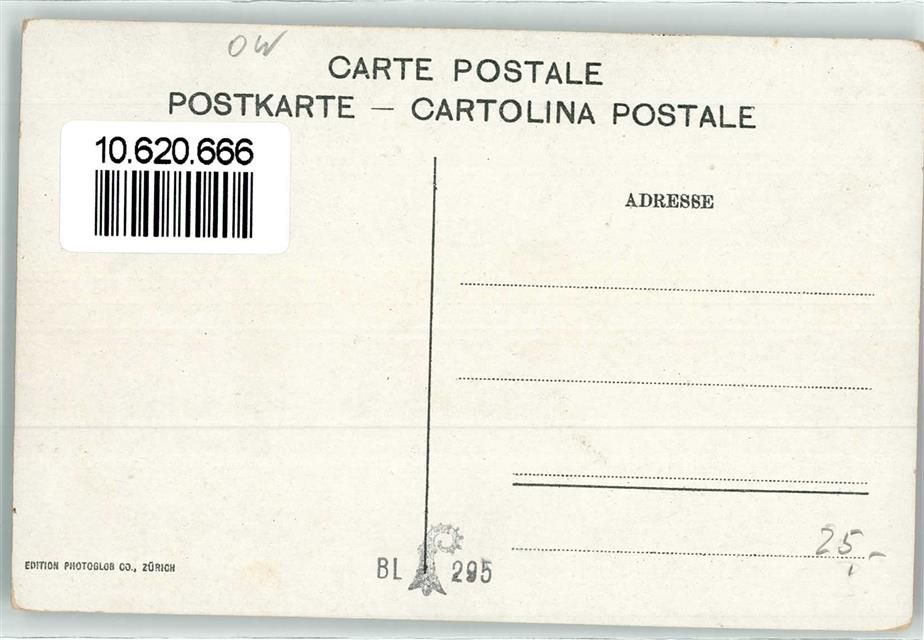 OW
CARTE POSTALE
POSTKARTE — CARTOLINA POSTALE
10.620.666
ADRESSE
25,-
EDITION PHOTOGLOB CO., ZÜRICH
BL 295